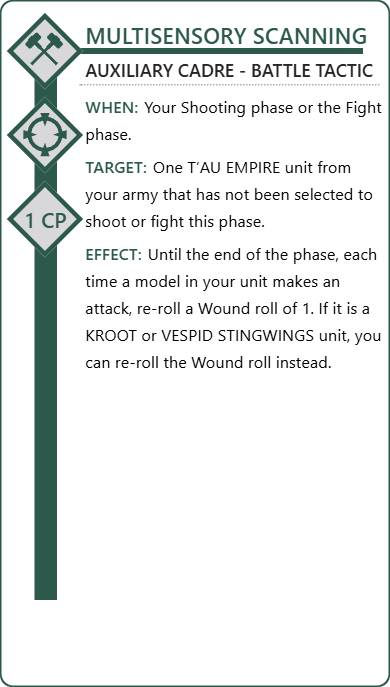 MULTISENSORY SCANNING
AUXILIARY CADRE - BATTLE TACTIC
WHEN: Your Shooting phase or the Fight
phase.
TARGET: One T’AU EMPIRE unit from
your army that has not been selected to
shoot or fight this phase.
1 CP
EFFECT: Until the end of the phase, each
time a model in your unit makes an
attack, re-roll a Wound roll of 1. If it is a
KROOT or VESPID STINGWINGS unit, you
can re-roll the Wound roll instead.